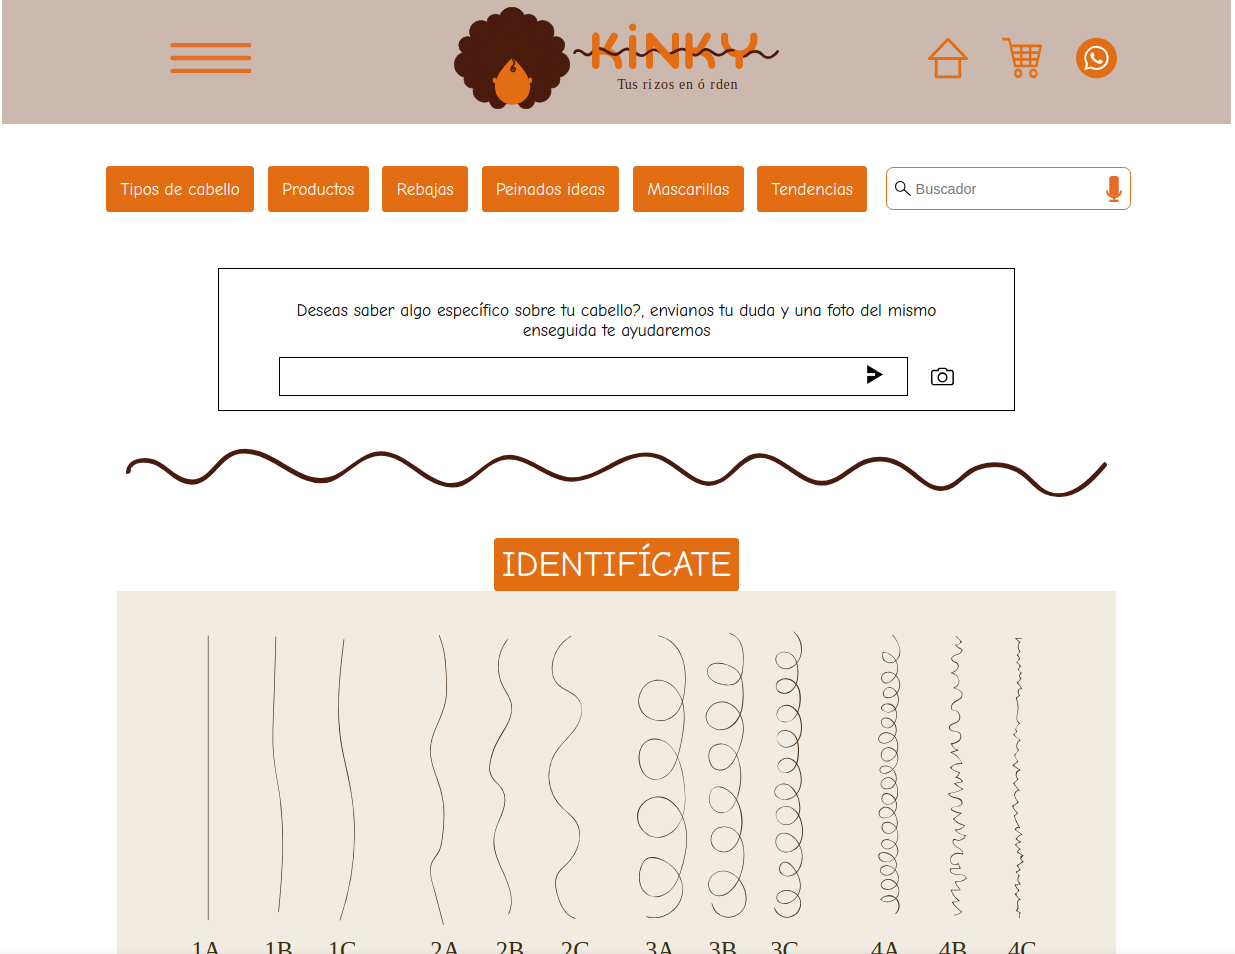 KiNKY
Tus rizos en ó rden
Tipos de cabello
Productos
Rebajas
Peinados ideas
Mascarillas
Tendencias
Buscador
Deseas saber algo específico sobre tu cabello?, envianos tu duda y una foto del mismo
enseguida te ayudaremos
IDENTIFÍCATE
1A 1B 1C 2A 2B 2C 3A 3B 3C 4A 4B 4C